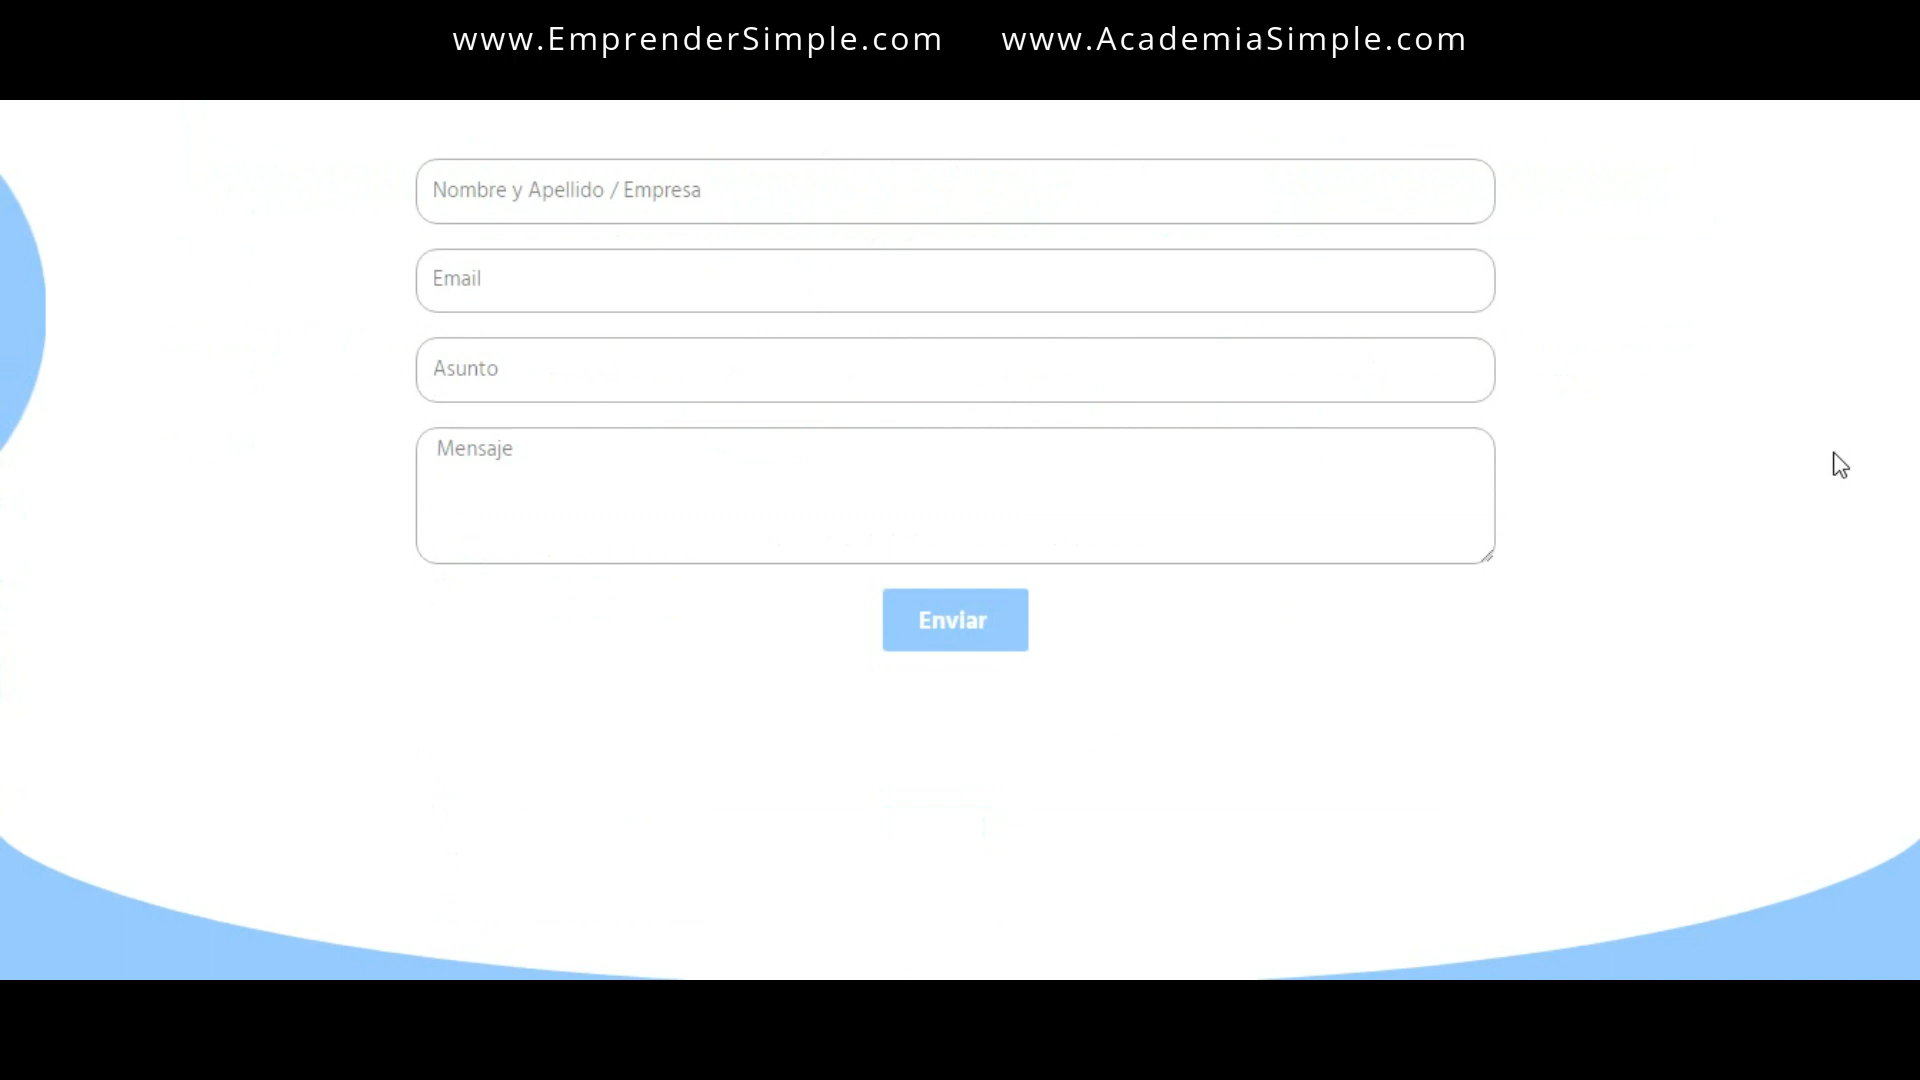 www.EmprenderSimple.com www.AcademiaSimple.com
Nombre y Apellido / Empresa
Email
Asunto
Mensaje
Enviar